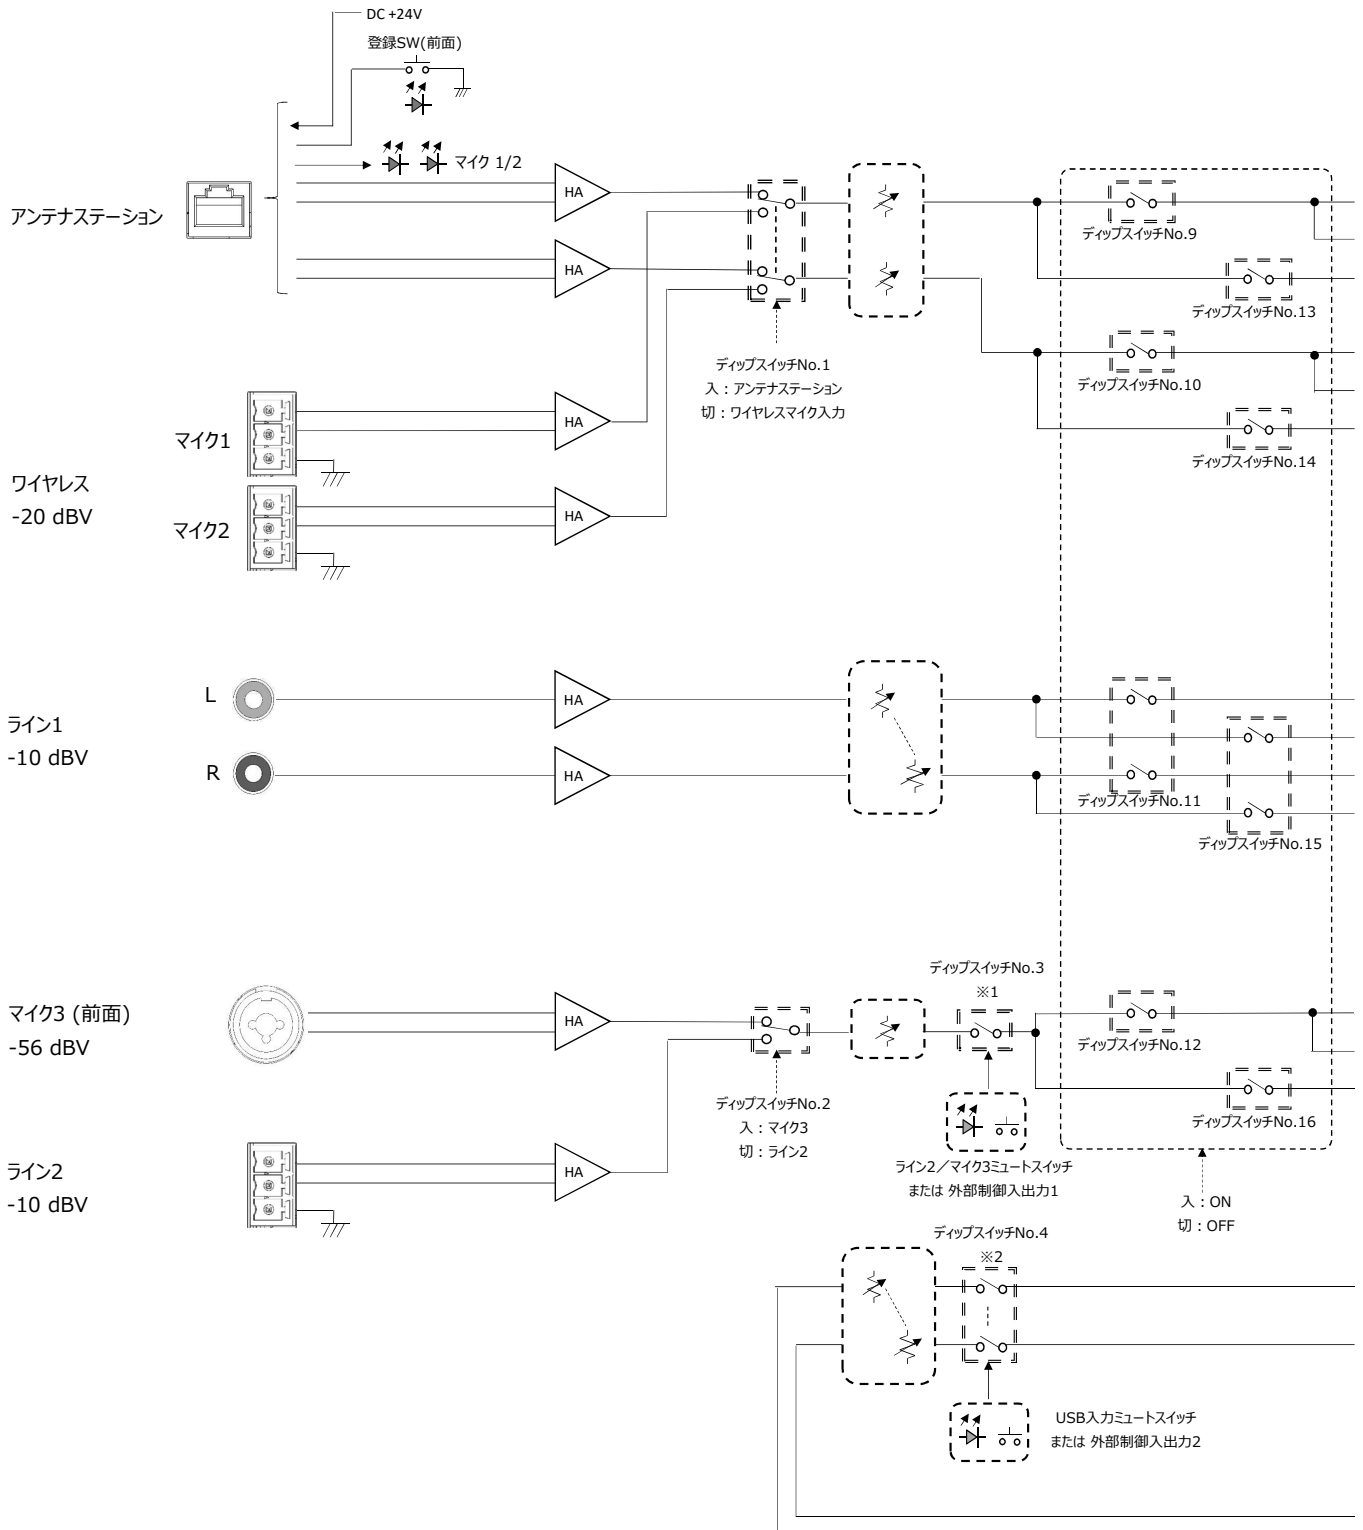 DC +24V
登録SW(前面)
マイク 1/2
HA
アンテナステーション
HA
ディップスイッチNo.9
ディップスイッチNo.13
ディップスイッチNo.1
入：アンテナステーション
切：ワイヤレスマイク入力
ディップスイッチNo.10
ディップスイッチNo.14
マイク1
HA
ワイヤレス
-20 dBV
マイク2
HA
L
HA
ライン1
-10 dBV
R
HA
ディップスイッチNo.11
ディップスイッチNo.15
ディップスイッチNo.3
※1
マイク3 (前面)
-56 dBV
HA
ディップスイッチNo.12
ディップスイッチNo.2
入：マイク3
切：ライン2
ディップスイッチNo.16
ライン2
-10 dBV
HA
ライン2／マイク3ミュートスイッチ
または 外部制御入出力1
入：ON
切：OFF
ディップスイッチNo.4
※2
USB入力ミュートスイッチ
または 外部制御入出力2